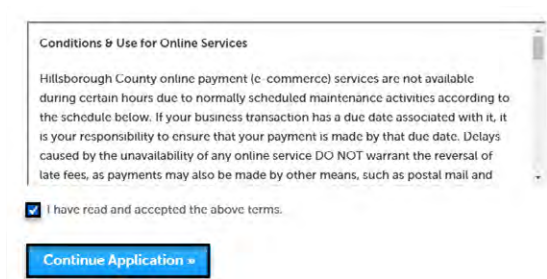 Conditions & Use for Online Services
Hillsborough County online payment (e-commerce) services are not available
during certain hours due to normally scheduled maintenance activities according to
the schedule below. If your business transaction has a due date associated with it, it
is your responsibility to ensure that your payment is made by that due date. Delays
caused by the unavailability of any online service DO NOT warrant the reversal of
late fees, as payments may also be made by other means, such as postal mail and
I have read and accepted the above terms.
Continue Application »